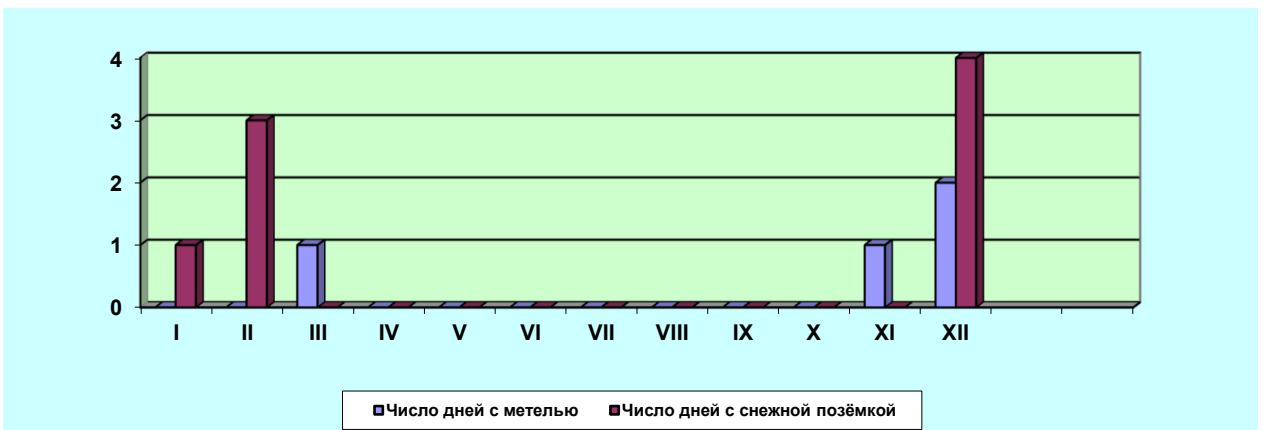 4
3
2
1
0
I II III IV V VI VII VIII IX X XI XII
Число дней с метелью Число дней с снежной позёмкой